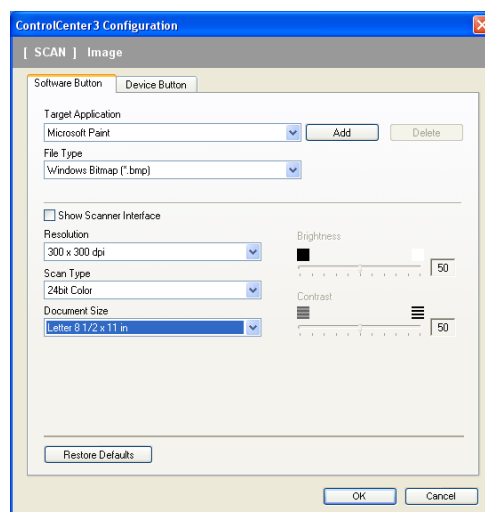 ControlCenter3 Configuration
[ SCAN ] Image
Software Button
Device Button
Target Application
Microsoft Paint
Add
Delete
File Type
Windows Bitmap (*.bmp)
Show Scanner Interface
Resolution
Brightness
300 x 300 dpi
50
Scan Type
24bit Color
Contrast
Document Size
Letter 8 1/2 x 11 in
50
Restore Defaults
OK
Cancel